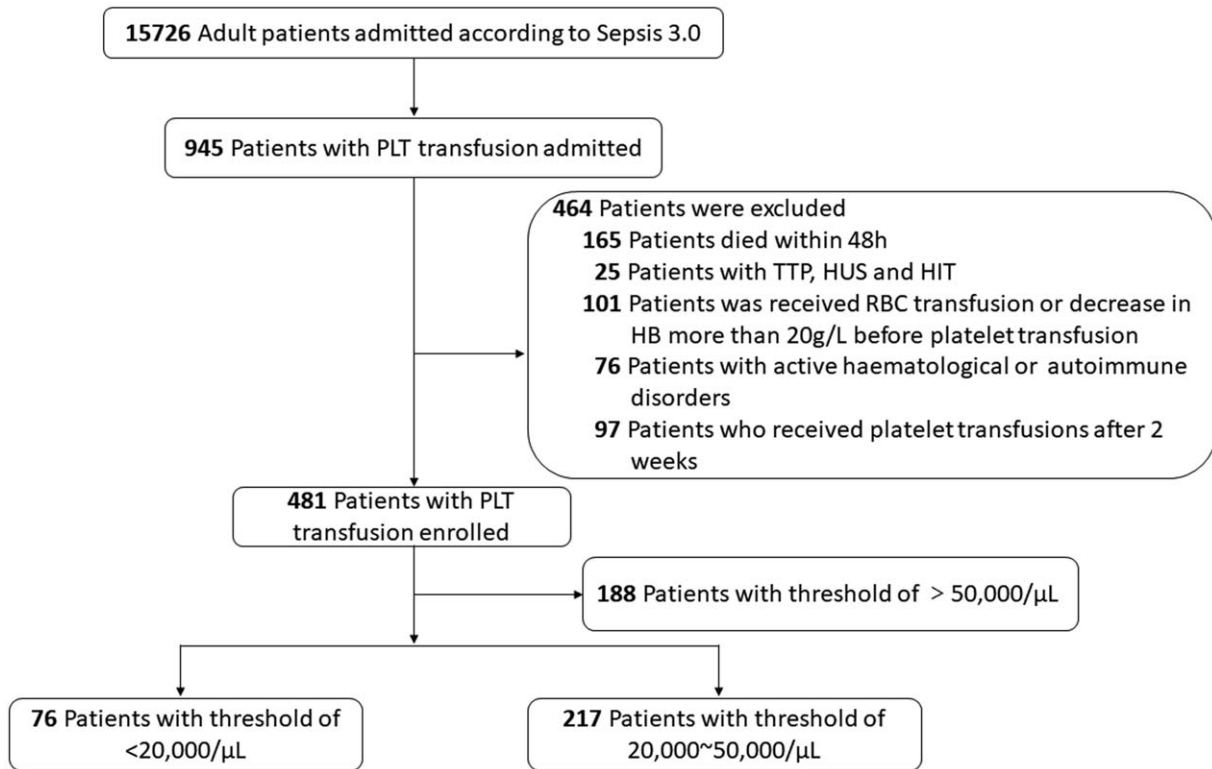 15726 Adult patients admitted according to Sepsis 3.0
945 Patients with PLT transfusion admitted
464 Patients were excluded
165 Patients died within 48h
25 Patients with TTP, HUS and HIT
101 Patients was received RBC transfusion or decrease in
HB more than 20g/L before platelet transfusion
76 Patients with active haematological or autoimmune
disorders
97 Patients who received platelet transfusions after 2
weeks
481 Patients with PLT
transfusion enrolled
188 Patients with threshold of > 50,000/μL
76 Patients with threshold of
<20,000/μL
217 Patients with threshold of
20,000~50,000/μL